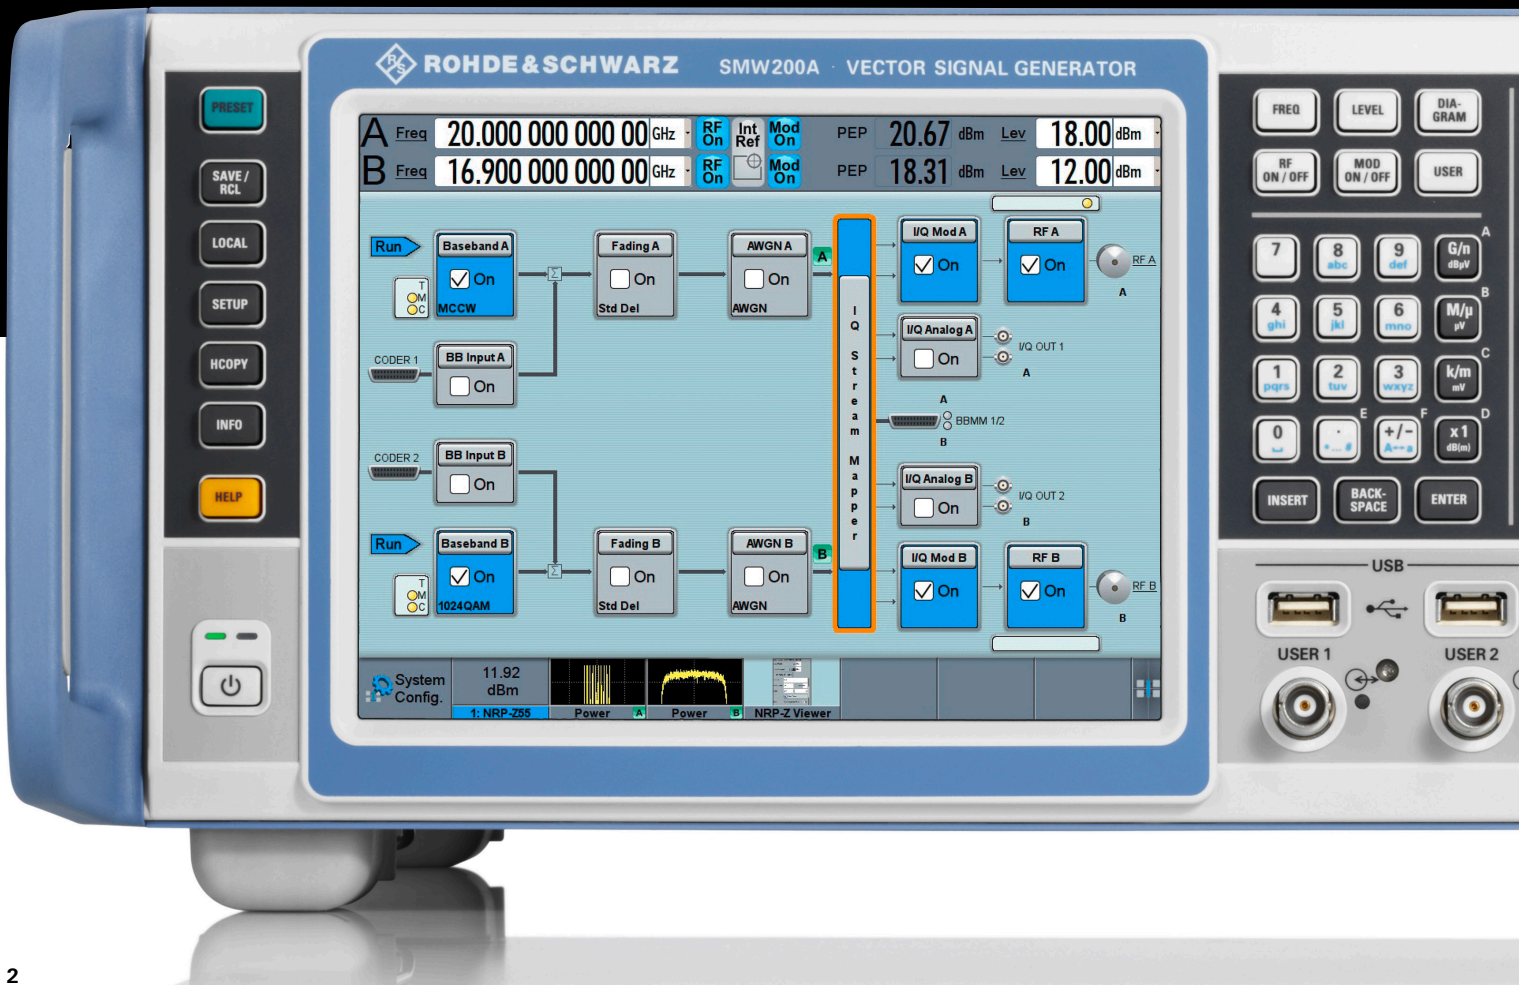 ROHDE&SCHWARZ SMW200A · VECTOR SIGNAL GENERATOR
PRESET
SAVE / RCL
LOCAL
SETUP
HCOPY
INFO
HELP
A Freq 20.000 000 000 00 GHz RF On Int Ref Mod On PEP 20.67 dBm Lev 18.00 dBm
B Freq 16.900 000 000 00 GHz RF On Mod On PEP 18.31 dBm Lev 12.00 dBm
Run
Baseband A
On
MCCW
T
M
C
Fading A
On
Std Del
AWGN A
On
AWGN
A
I/Q Mod A
On
RF A
On
RF A
A
CODER 1
BB Input A
On
Σ
I/Q Analog A
On
I/Q OUT 1
A
IQ Stream Mapper
A
BBMM 1/2
B
CODER 2
BB Input B
On
I/Q Analog B
On
I/Q OUT 2
B
Run
Baseband B
On
1024QAM
T
M
C
Σ
Fading B
On
Std Del
AWGN B
On
AWGN
B
I/Q Mod B
On
RF B
On
RF B
B
System Config.
11.92 dBm
1: NRP-Z55
Power A
Power B
NRP-Z Viewer
FREQ
LEVEL
DIA-
GRAM
RF
ON / OFF
MOD
ON / OFF
USER
7
8 abc
9 def
G/n dBµV
A
4 ghi
5 jkl
6 mno
M/µ µV
B
1 pqrs
2 tuv
3 wxyz
k/m mV
C
0
. * ... #
E
+/- A↔a
F
x1 dB(m)
D
INSERT
BACK-
SPACE
ENTER
USB
USER 1
USER 2
2